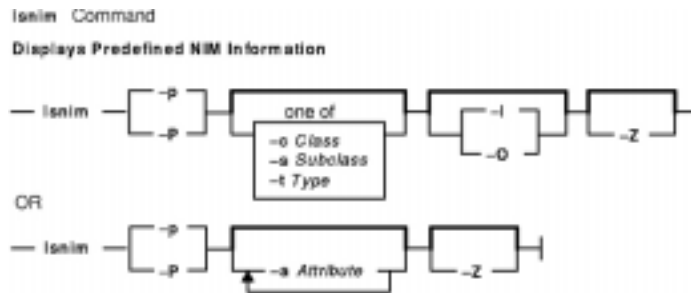 lsnim Command
Displays Predefined NIM Information
lsnim
-p
-P
one of
-c Class
-s Subclass
-t Type
-l
-O
-Z
OR
lsnim
-p
-P
-a Attribute
-Z